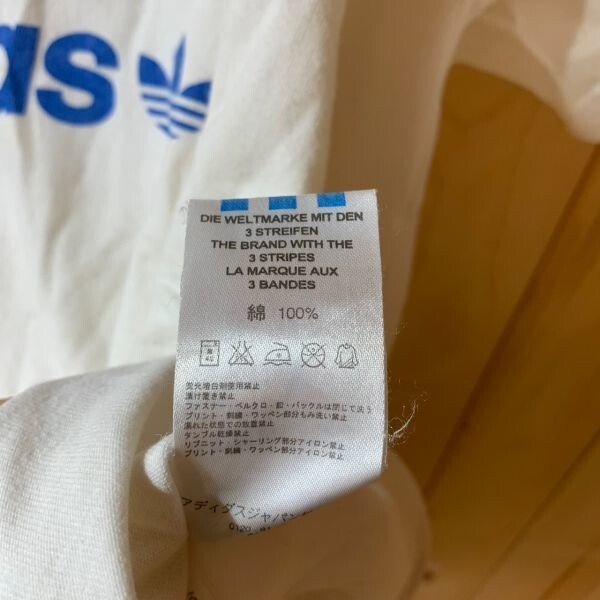 as
DIE WELTMARKE MIT DEN
3 STREIFEN
THE BRAND WITH THE
3 STRIPES
LA MARQUE AUX
3 BANDES
綿 100%
蛍光増白剤使用禁止
漬け置き禁止
ファスナー・ベルクロ・釦・バックルは閉じて洗う
プリント・刺繍・ワッペン部分もみ洗い禁止
濡れた状態での放置禁止
タンブル乾燥禁止
リブニット・シャーリング部分アイロン禁止
プリント・刺繍・ワッペン部分アイロン禁止
アディダスジャパン
0120